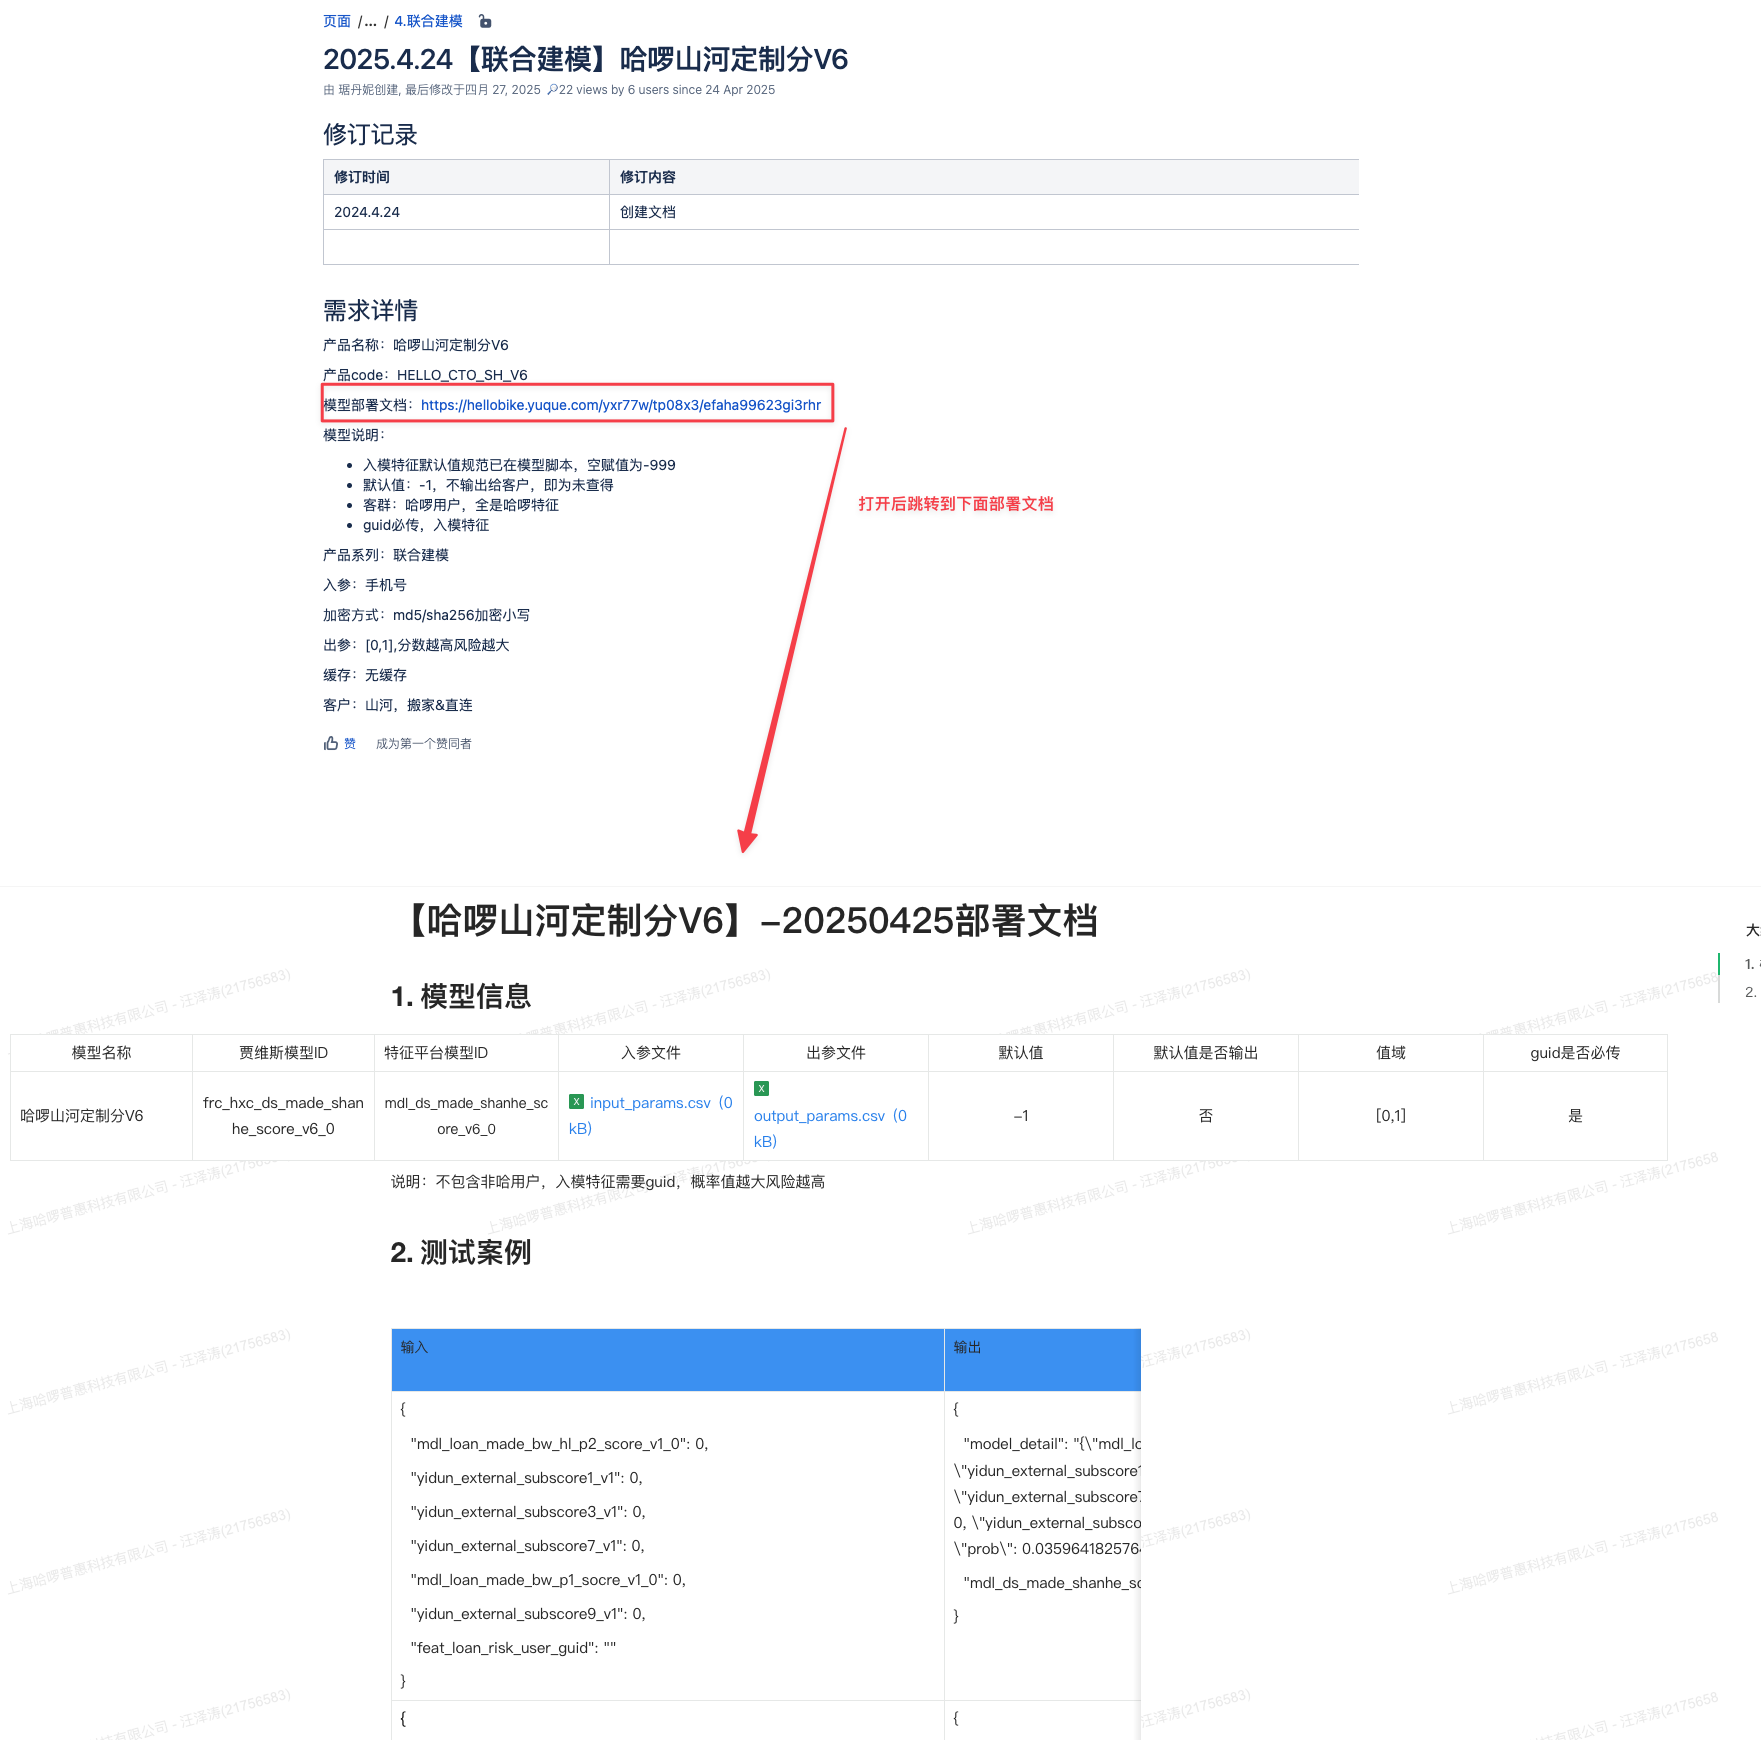 页面 /... / 4.联合建模
2025.4.24【联合建模】哈啰山河定制分V6
由 琚丹妮创建, 最后修改于四月 27, 2025 22 views by 6 users since 24 Apr 2025
修订记录
修订时间 修订内容
2024.4.24 创建文档
需求详情
产品名称：哈啰山河定制分V6
产品code：HELLO_CTO_SH_V6
模型部署文档：https://hellobike.yuque.com/yxr77w/tp08x3/efaha99623gi3rhr
模型说明：
• 入模特征默认值规范已在模型脚本，空赋值为-999
• 默认值：-1，不输出给客户，即为未查得
• 客群：哈啰用户，全是哈啰特征
• guid必传，入模特征
打开后跳转到下面部署文档
产品系列：联合建模
入参：手机号
加密方式：md5/sha256加密小写
出参：[0,1],分数越高风险越大
缓存：无缓存
客户：山河，搬家&直连
赞 成为第一个赞同者
【哈啰山河定制分V6】-20250425部署文档
大
1.
2.
1. 模型信息
模型名称 贾维斯模型ID 特征平台模型ID 入参文件 出参文件 默认值 默认值是否输出 值域 guid是否必传
哈啰山河定制分V6 frc_hxc_ds_made_shanhe_score_v6_0 mdl_ds_made_shanhe_score_v6_0 input_params.csv (0 kB) output_params.csv (0 kB) -1 否 [0,1] 是
说明：不包含非哈用户，入模特征需要guid，概率值越大风险越高
2. 测试案例
输入 输出
{
"mdl_loan_made_bw_hl_p2_score_v1_0": 0,
"yidun_external_subscore1_v1": 0,
"yidun_external_subscore3_v1": 0,
"yidun_external_subscore7_v1": 0,
"mdl_loan_made_bw_p1_socre_v1_0": 0,
"yidun_external_subscore9_v1": 0,
"feat_loan_risk_user_guid": ""
}
{
"model_detail": "{\"mdl_lo
\"yidun_external_subscore1
\"yidun_external_subscore7
0, \"yidun_external_subsco
\"prob\": 0.0359641825764
"mdl_ds_made_shanhe_sc
}
{
{
上海哈啰普惠科技有限公司 - 汪泽涛(21756583)